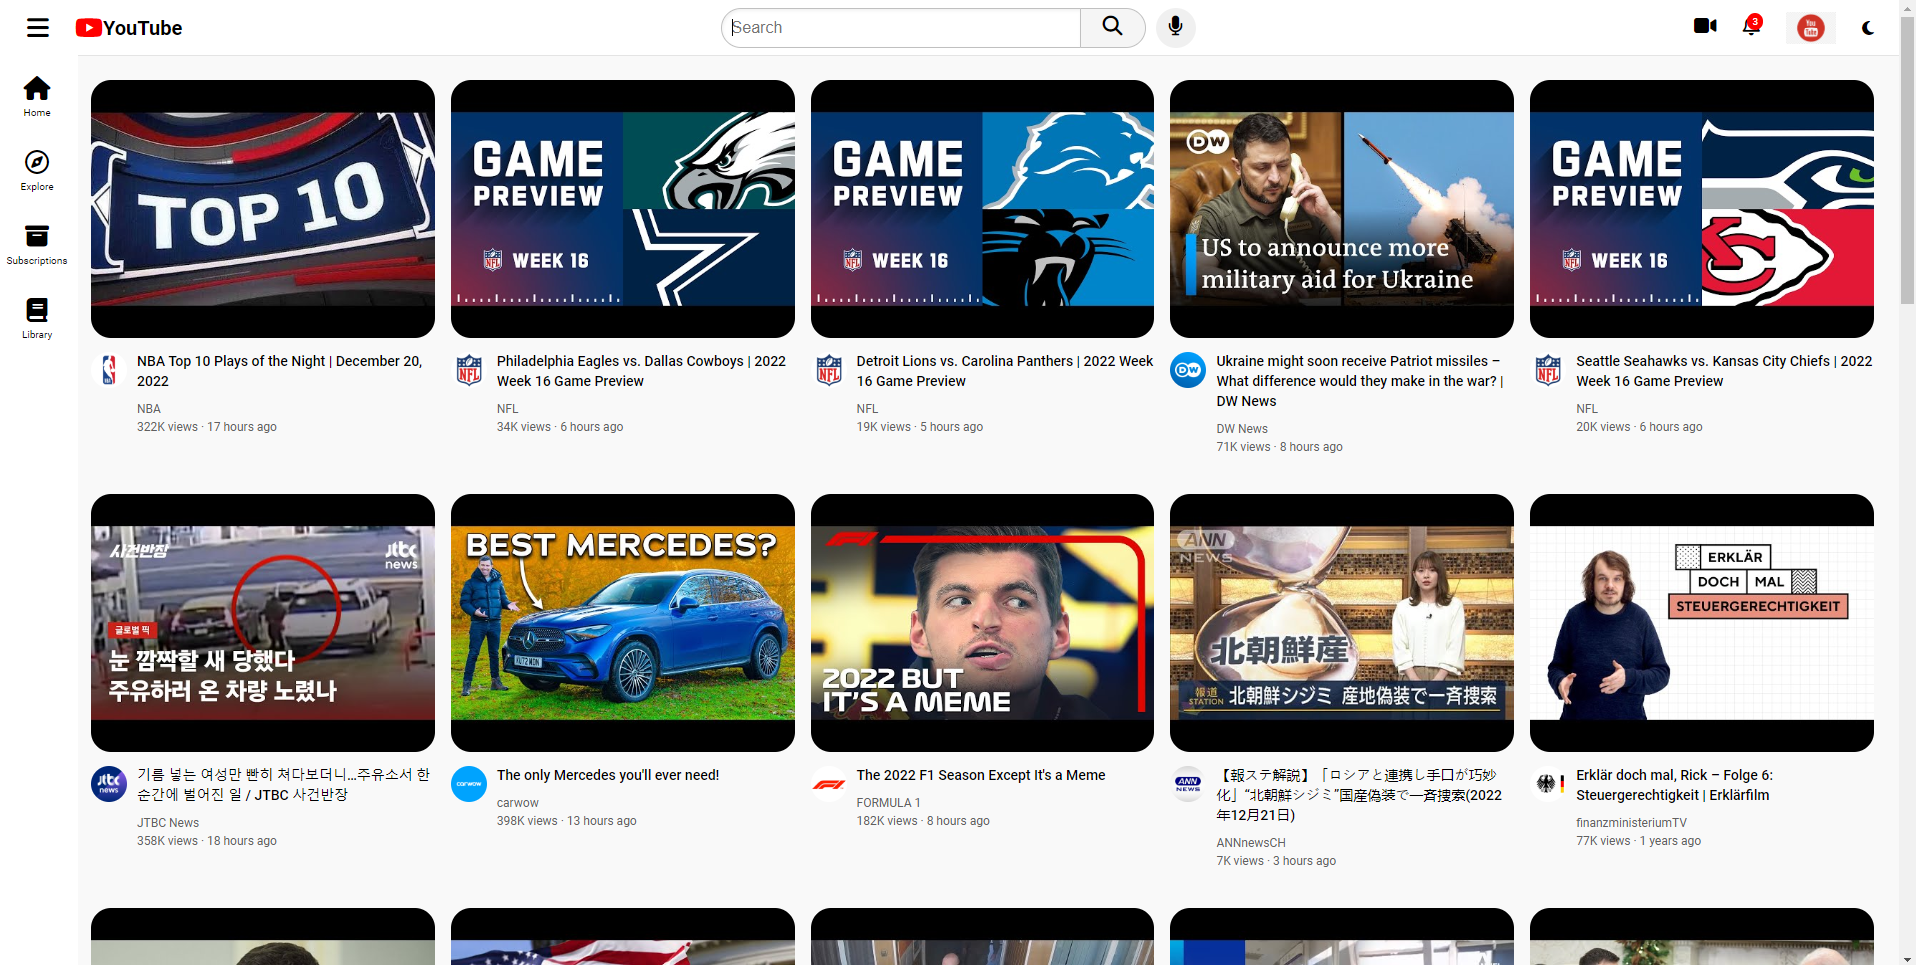 YouTube
Search
3
You
Tube
Home
Explore
Subscriptions
Library
TOP 10
GAME
PREVIEW
NFL
WEEK 16
GAME
PREVIEW
NFL
WEEK 16
DW
US to announce more
military aid for Ukraine
GAME
PREVIEW
NFL
WEEK 16
NBA Top 10 Plays of the Night | December 20,
2022
NBA
322K views · 17 hours ago
NFL
Philadelphia Eagles vs. Dallas Cowboys | 2022
Week 16 Game Preview
NFL
34K views · 6 hours ago
NFL
Detroit Lions vs. Carolina Panthers | 2022 Week
16 Game Preview
NFL
19K views · 5 hours ago
DW
Ukraine might soon receive Patriot missiles –
What difference would they make in the war? |
DW News
DW News
71K views · 8 hours ago
NFL
Seattle Seahawks vs. Kansas City Chiefs | 2022
Week 16 Game Preview
NFL
20K views · 6 hours ago
사건반장
jtbc
news
글로벌 픽
눈 깜짝할 새 당했다
주유하러 온 차량 노렸나
BEST MERCEDES?
2022 BUT
IT'S A MEME
ANN
NEWS
北朝鮮産
報道
STATION
北朝鮮シジミ 産地偽装で一斉捜索
ERKLÄR
DOCH MAL
STEUERGERECHTIGKEIT
jtbc
news
기름 넣는 여성만 빤히 쳐다보더니…주유소서 한
순간에 벌어진 일 / JTBC 사건반장
JTBC News
358K views · 18 hours ago
carwow
The only Mercedes you'll ever need!
carwow
398K views · 13 hours ago
The 2022 F1 Season Except It's a Meme
FORMULA 1
182K views · 8 hours ago
ANN
NEWS
【報ステ解説】「ロシアと連携し手口が巧妙
化」“北朝鮮シジミ”国産偽装で一斉捜索(2022
年12月21日)
ANNnewsCH
7K views · 3 hours ago
Erklär doch mal, Rick – Folge 6:
Steuergerechtigkeit | Erklärfilm
finanzministeriumTV
77K views · 1 years ago